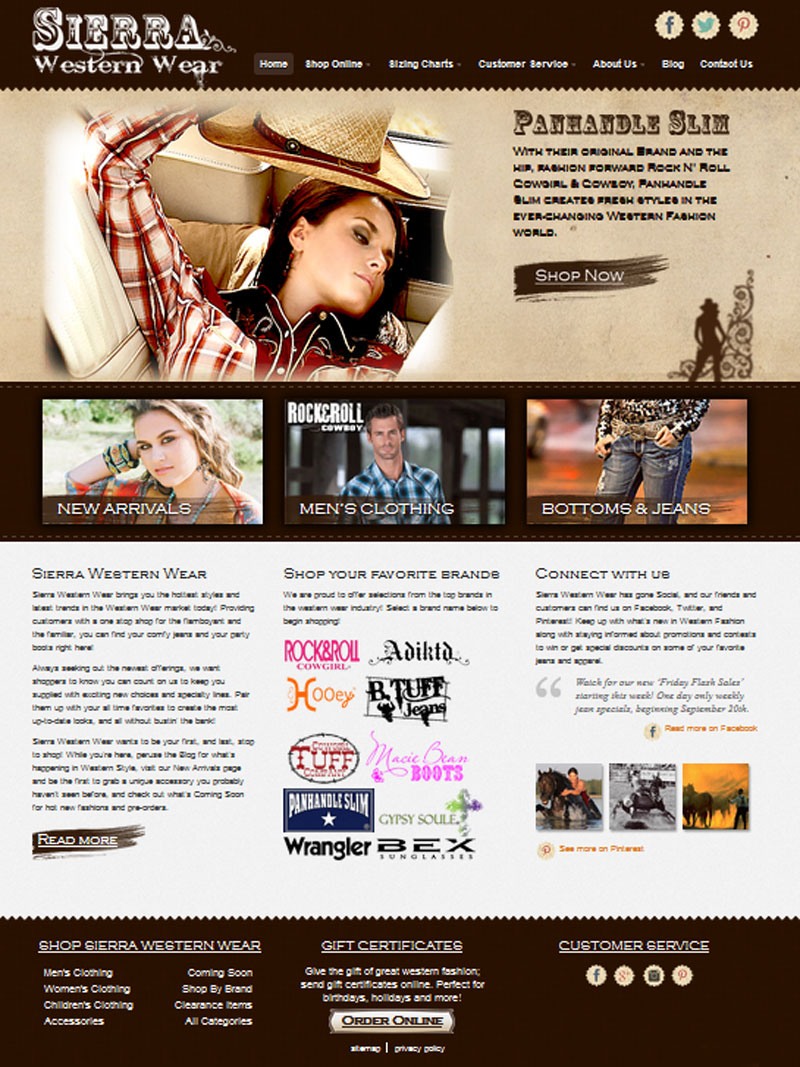 Sierra
Western Wear
Home Shop Online Sizing Charts Customer Service About Us Blog Contact Us
Panhandle Slim
With their original Brand and the
hip, fashion forward Rock N' Roll
Cowgirl & Cowboy, Panhandle
Slim creates fresh styles in the
ever-changing Western Fashion
world.
Shop Now
NEW ARRIVALS
ROCK&ROLL
COWBOY
MEN'S CLOTHING
BOTTOMS & JEANS
Sierra Western Wear
Sierra Western Wear brings you the hottest styles and
latest trends in the Western Wear market today! Providing
customers with a one stop shop for the flamboyant and
the familiar, you can find your comfy jeans and your party
boots right here!
Always seeking out the newest offerings, we want
shoppers to know you can count on us to keep you
supplied with exciting new choices and specialty lines. Pair
them up with your all time favorites to create the most
up-to-date looks, and all without bustin' the bank!
Sierra Western Wear wants to be your first, and last, stop
to shop! While you're here, peruse the Blog for what's
happening in Western Style, visit our New Arrivals page
and be the first to grab a unique accessory you probably
haven't seen before, and check out what's Coming Soon
for hot new fashions and pre-orders.
Read more
Shop your favorite brands
We are proud to offer selections from the top brands in
the western wear industry! Select a brand name below to
begin shopping!
ROCK&ROLL
COWGIRL
Adiktd
Hooey
B.TUFF
Jeans
COWGIRL
TUFF
COMPANY
Macie Bean
BOOTS
PANHANDLE SLIM
GYPSY SOULE
Wrangler
BEX
SUNGLASSES
Connect with us
Sierra Western Wear has gone Social, and our friends and
customers can find us on Facebook, Twitter, and
Pinterest! Keep up with what's new in Western Fashion
along with staying informed about promotions and contests
to win or get special discounts on some of your favorite
jeans and apparel.
Watch for our new 'Friday Flash Sales'
starting this week! One day only weekly
jean specials, beginning September 20th.
Read more on Facebook
See more on Pinterest
SHOP SIERRA WESTERN WEAR
Men's Clothing
Women's Clothing
Children's Clothing
Accessories
Coming Soon
Shop By Brand
Clearance Items
All Categories
GIFT CERTIFICATES
Give the gift of great western fashion;
send gift certificates online. Perfect for
birthdays, holidays and more!
Order Online
sitemap | privacy policy
CUSTOMER SERVICE